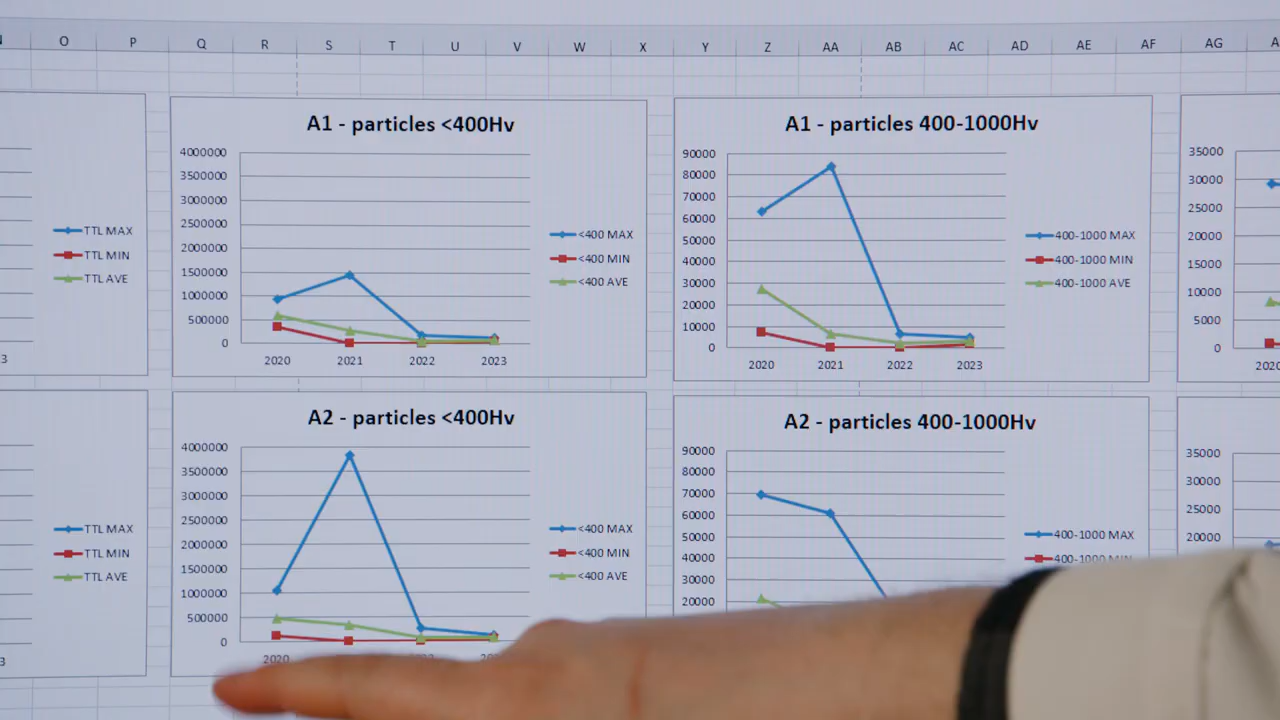 O P Q R S T U V W X Y Z AA AB AC AD AE AF AG
TTL MAX
TTL MIN
TTL AVE
3
A1 - particles <400Hv
4000000
3500000
3000000
2500000
2000000
1500000
1000000
500000
0
2020 2021 2022 2023
<400 MAX
<400 MIN
<400 AVE
A1 - particles 400-1000Hv
90000
80000
70000
60000
50000
40000
30000
20000
10000
0
2020 2021 2022 2023
400-1000 MAX
400-1000 MIN
400-1000 AVE
35000
30000
25000
20000
15000
10000
5000
0
2020
TTL MAX
TTL MIN
TTL AVE
3
A2 - particles <400Hv
4000000
3500000
3000000
2500000
2000000
1500000
1000000
500000
0
2020
<400 MAX
<400 MIN
<400 AVE
A2 - particles 400-1000Hv
90000
80000
70000
60000
50000
40000
30000
20000
400-1000 MAX
400-1000 MIN
35000
30000
25000
20000